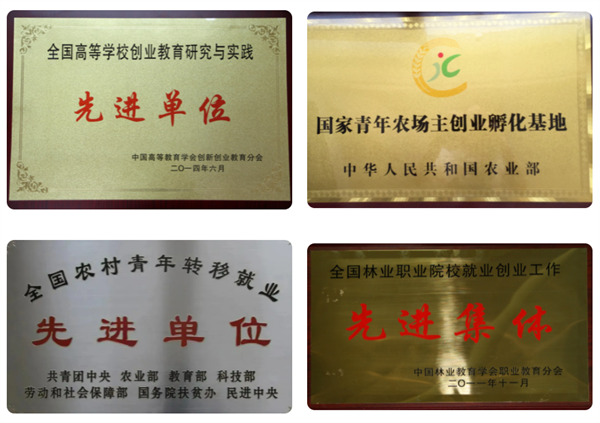 全国高等学校创业教育研究与实践
先进单位
中国高等教育学会创新创业教育分会
二〇一四年六月
国家青年农场主创业孵化基地
中华人民共和国农业部
全国农村青年转移就业
先进单位
共青团中央 农业部 教育部 科技部
劳动和社会保障部 国务院扶贫办 民进中央
全国林业职业院校就业创业工作
先进集体
中国林业教育学会职业教育分会
二〇一一年十一月